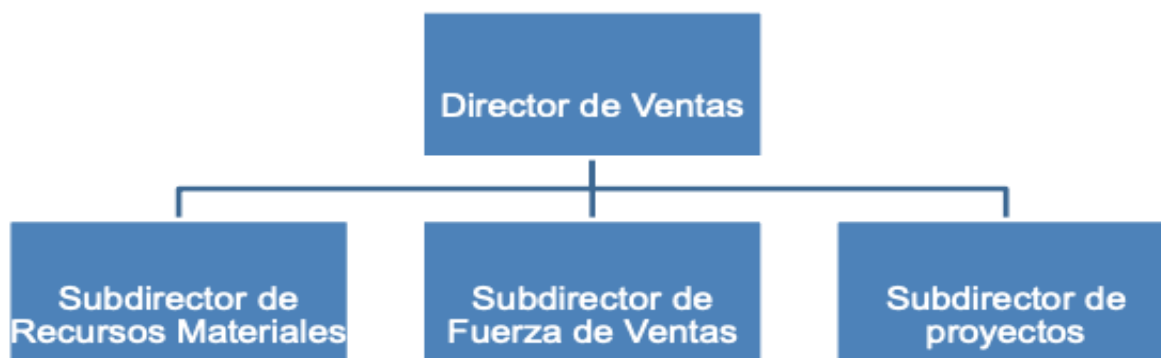 Director de Ventas
Subdirector de
Recursos Materiales
Subdirector de
Fuerza de Ventas
Subdirector de
proyectos